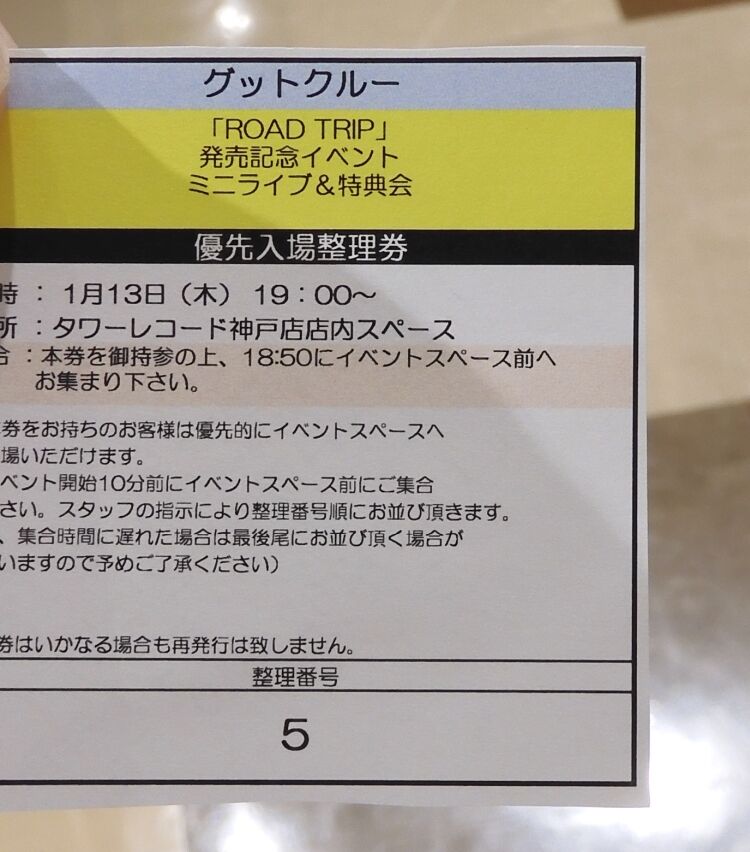 グットクルー
「ROAD TRIP」
発売記念イベント
ミニライブ＆特典会
優先入場整理券
時 : 1月13日（木） 19：00〜
所 : タワーレコード神戸店店内スペース
合 : 本券を御持参の上、18:50にイベントスペース前へ
お集まり下さい。
券をお持ちのお客様は優先的にイベントスペースへ
場いただけます。
ベント開始10分前にイベントスペース前にご集合
さい。スタッフの指示により整理番号順にお並び頂きます。
、集合時間に遅れた場合は最後尾にお並び頂く場合が
いますので予めご了承ください）
券はいかなる場合も再発行は致しません。
整理番号
5